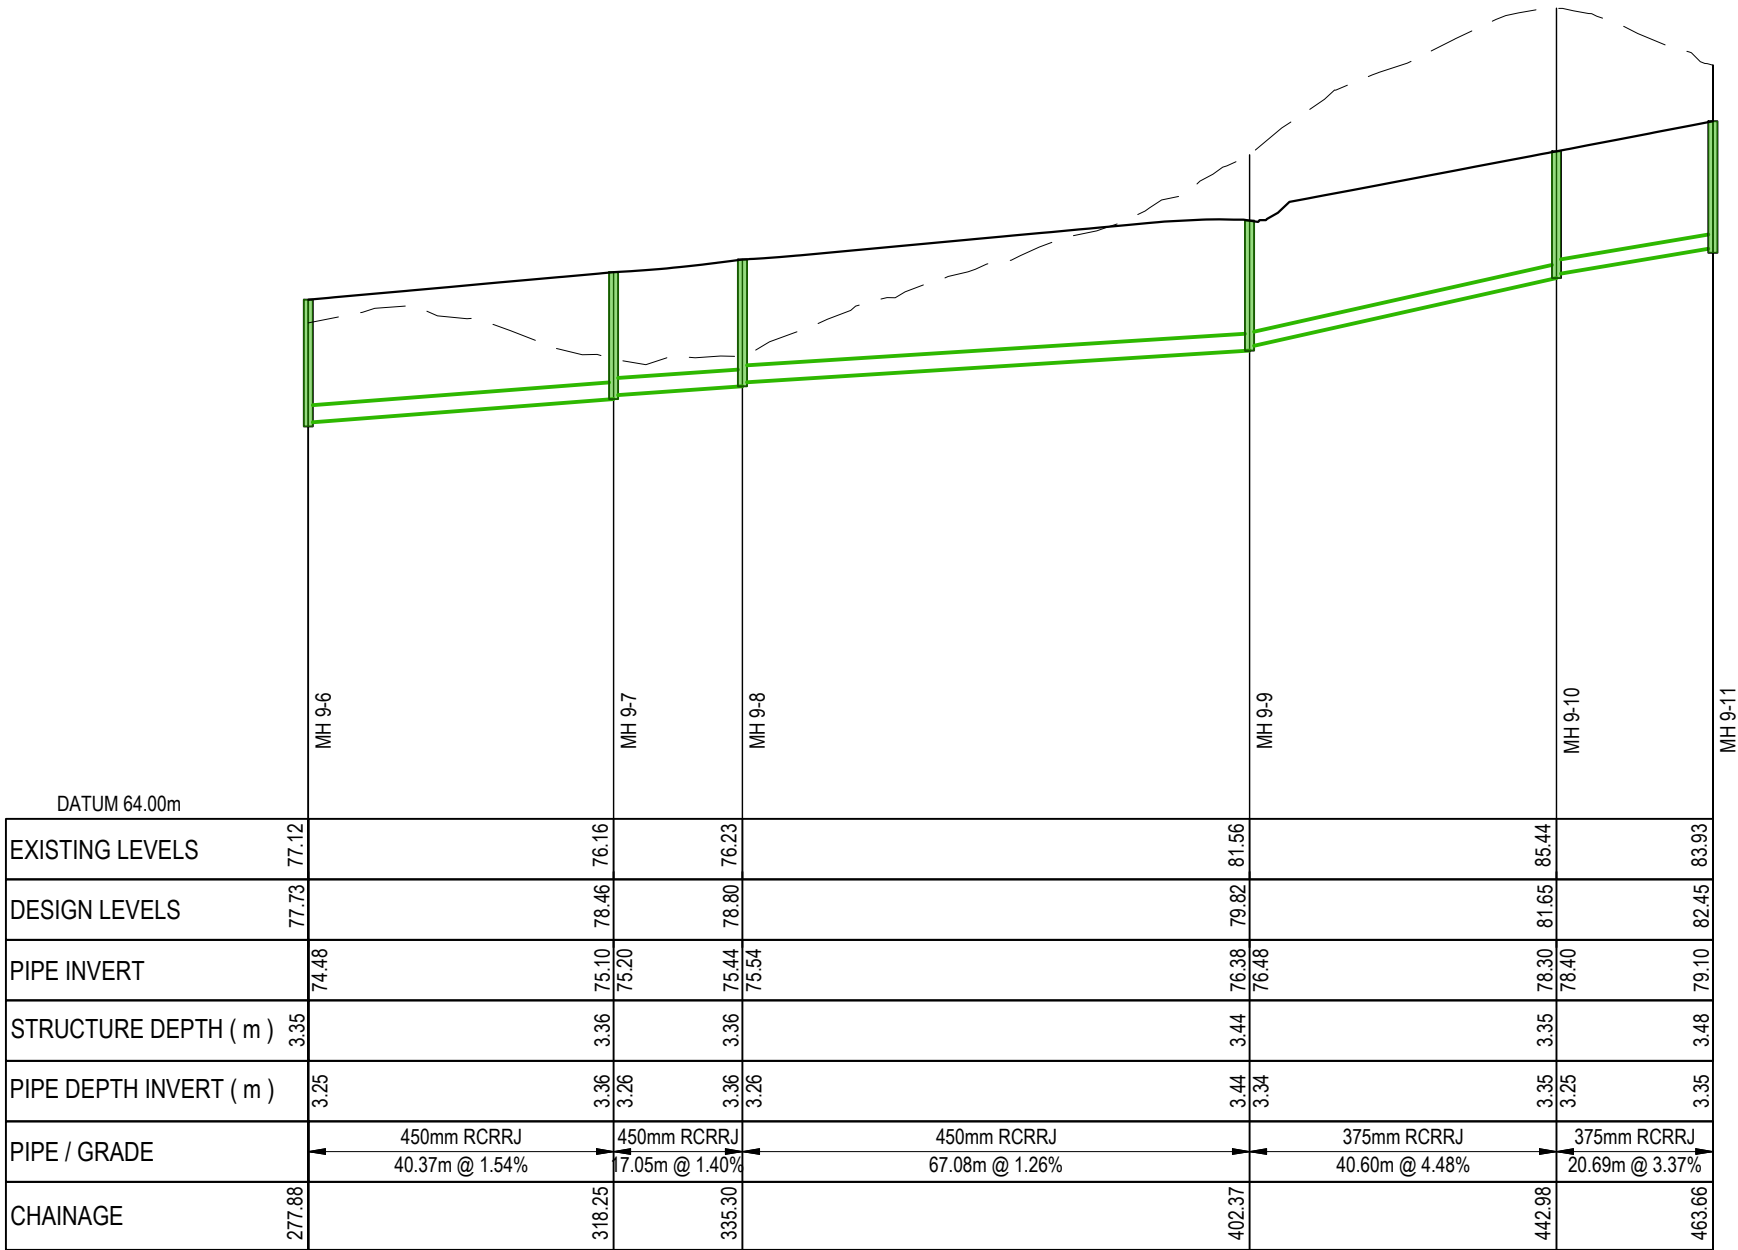 MH 9-6
MH 9-7
MH 9-8
MH 9-9
MH 9-10
MH 9-11
DATUM 64.00m
EXISTING LEVELS 77.12 76.16 76.23 81.56 85.44 83.93
DESIGN LEVELS 77.73 78.46 78.80 79.82 81.65 82.45
PIPE INVERT 74.48 75.10 75.20 75.44 75.54 76.38 76.48 78.30 78.40 79.10
STRUCTURE DEPTH ( m ) 3.35 3.36 3.36 3.44 3.35 3.48
PIPE DEPTH INVERT ( m ) 3.25 3.36 3.26 3.36 3.26 3.44 3.34 3.35 3.25 3.35
PIPE / GRADE
450mm RCRRJ 450mm RCRRJ 450mm RCRRJ 375mm RCRRJ 375mm RCRRJ
40.37m @ 1.54% 17.05m @ 1.40% 67.08m @ 1.26% 40.60m @ 4.48% 20.69m @ 3.37%
CHAINAGE 277.88 318.25 335.30 402.37 442.98 463.66